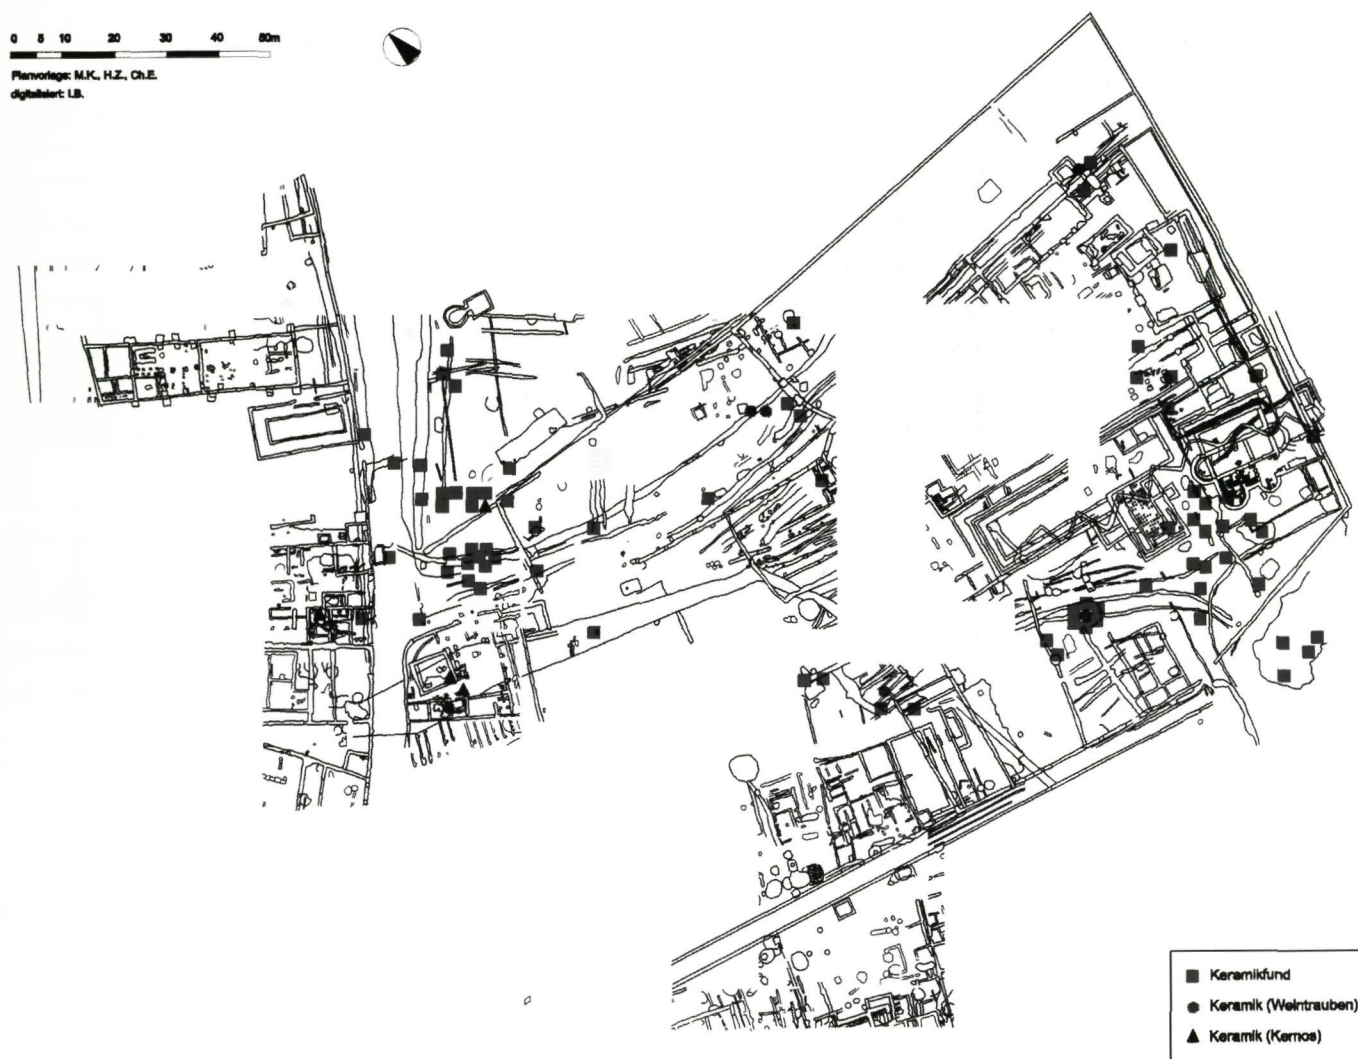 0 5 10 20 30 40 50m
Planvorlage: M.K., H.Z., Ch.E.
digitalisiert: I.B.
Keramikfund
Keramik (Weintrauben)
Keramik (Kernos)